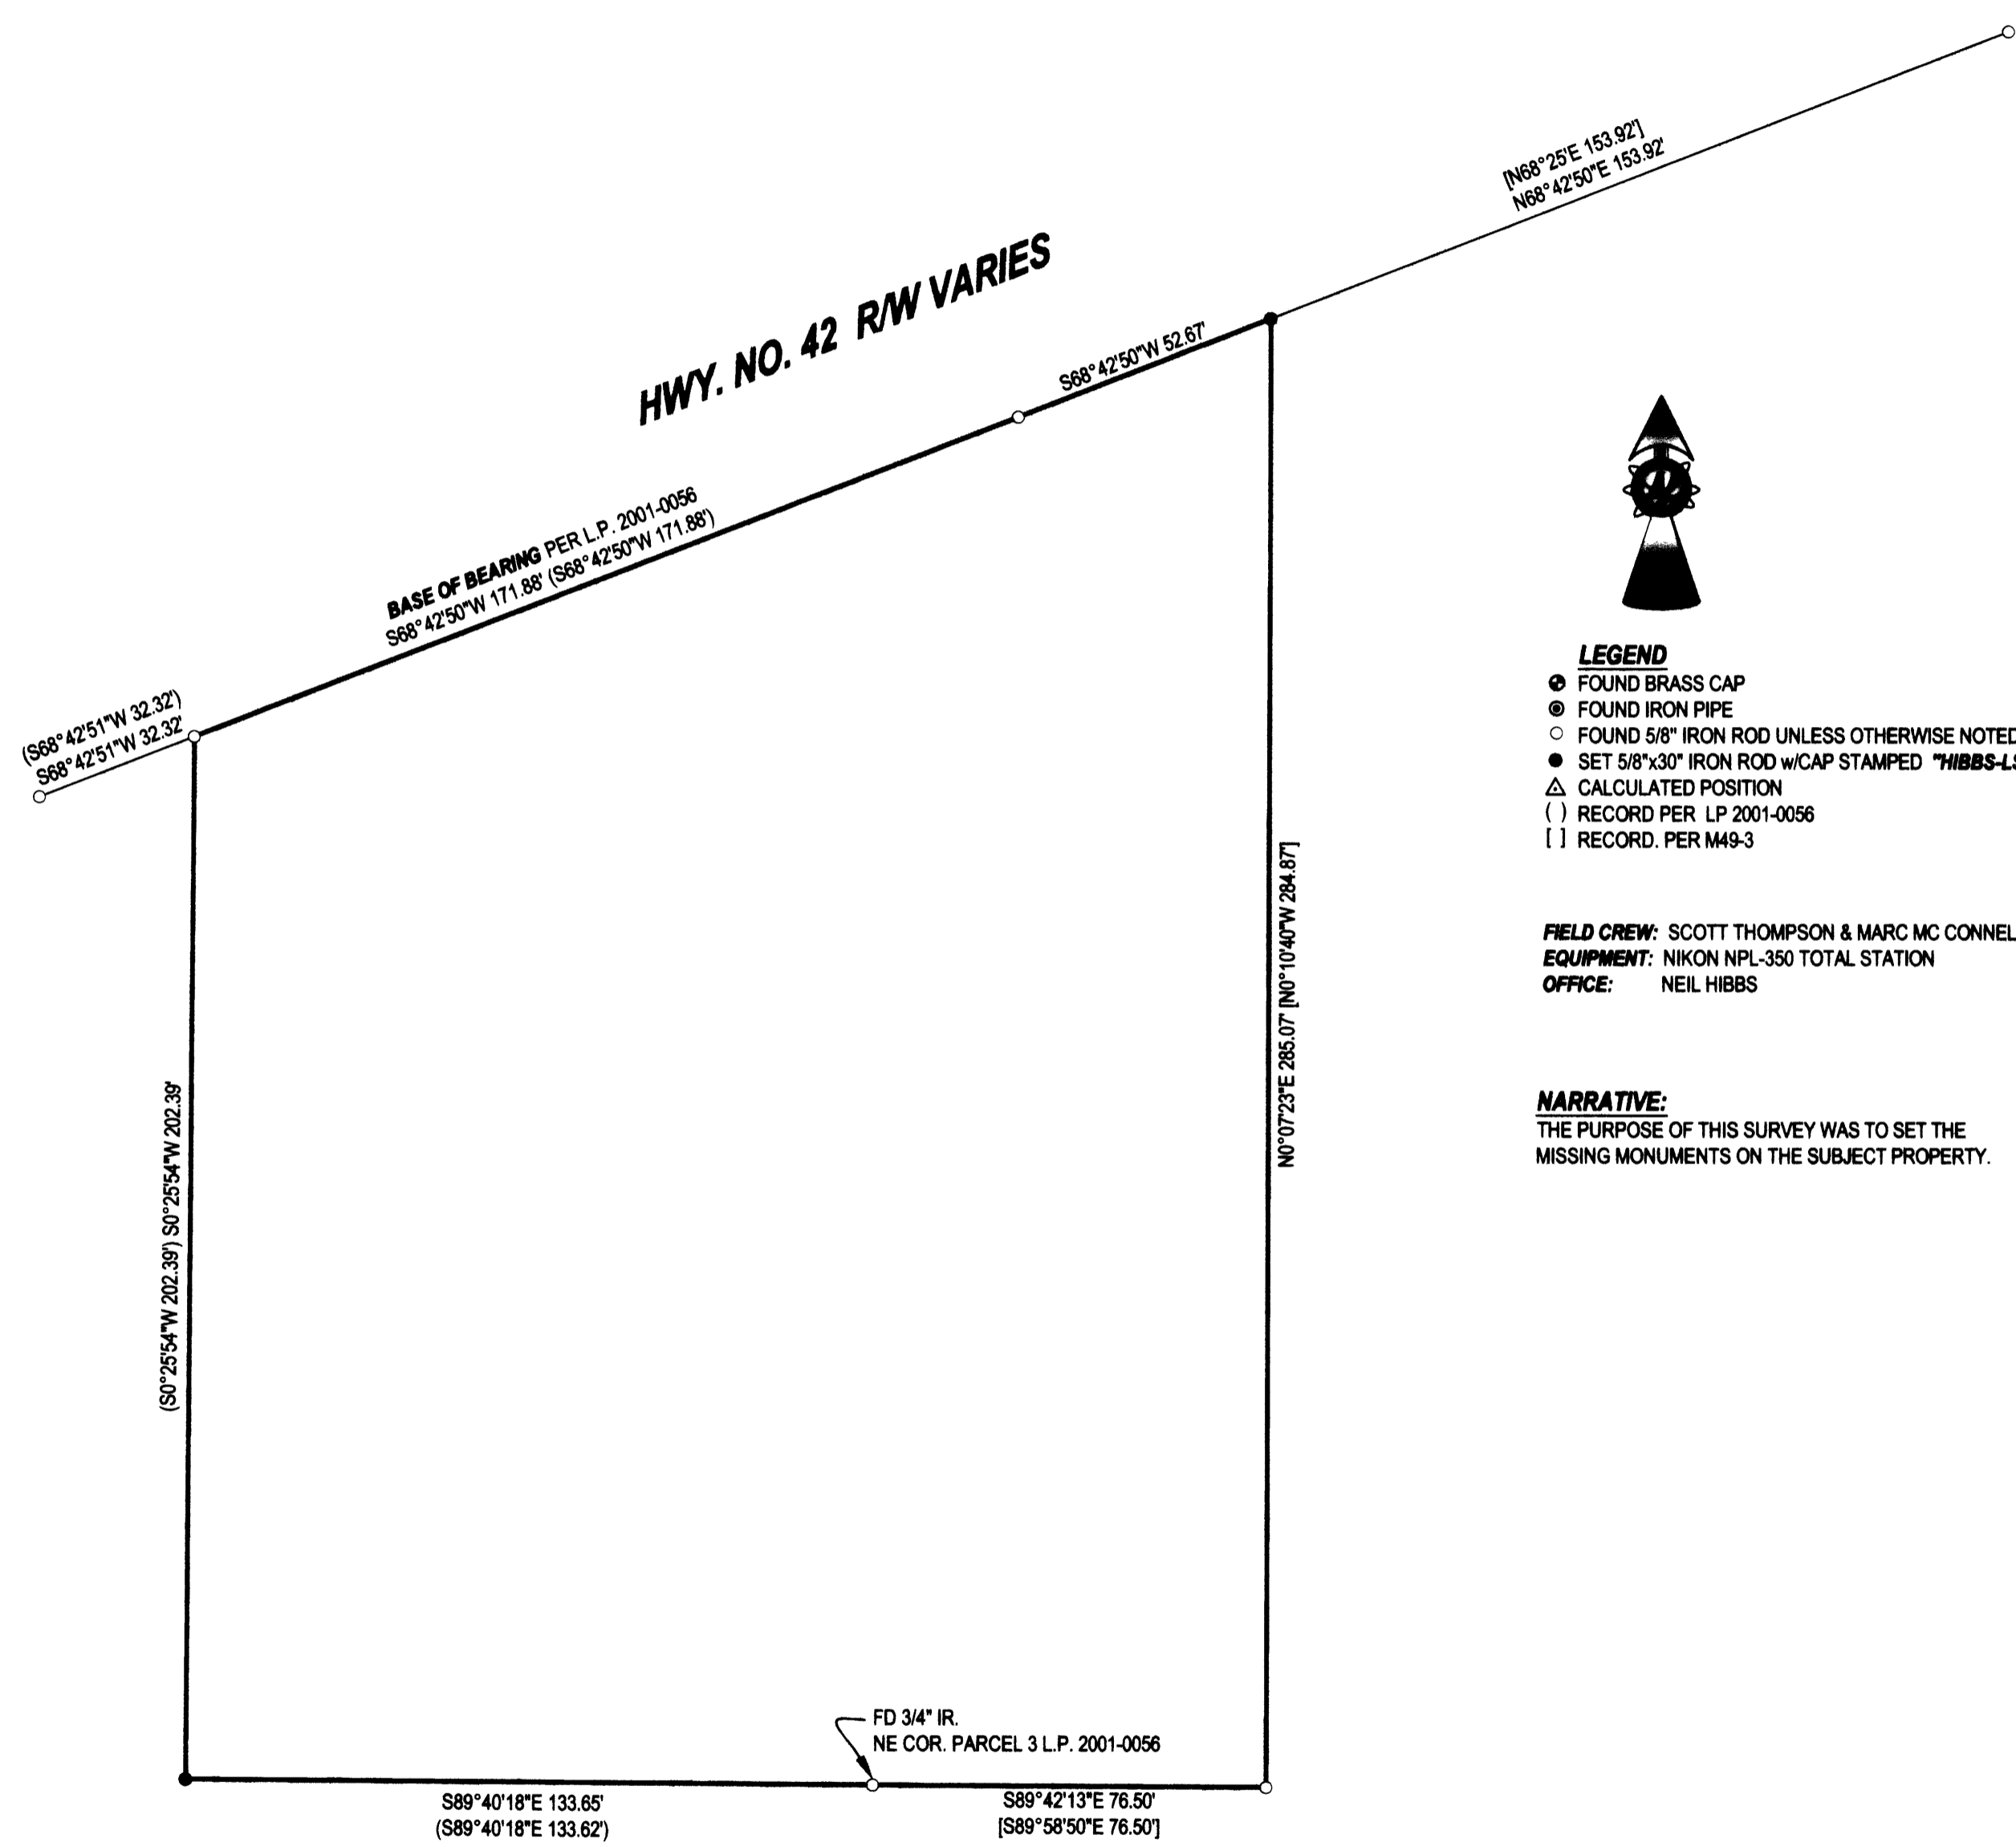 [N68°25'E 153.92']
N68°42'50"E 153.92'
HWY. NO. 42 R/W VARIES
S68°42'50"W 52.67'
BASE OF BEARING PER L.P. 2001-0056
S68°42'50"W 171.88' (S68°42'50"W 171.88')
(S68°42'51"W 32.32')
S68°42'51"W 32.32'
LEGEND
FOUND BRASS CAP
FOUND IRON PIPE
FOUND 5/8" IRON ROD UNLESS OTHERWISE NOTED
SET 5/8"x30" IRON ROD w/CAP STAMPED "HIBBS-LS
CALCULATED POSITION
( ) RECORD PER LP 2001-0056
[ ] RECORD. PER M49-3
N0°07'23"E 285.07' [N0°10'40"W 284.87']
FIELD CREW: SCOTT THOMPSON & MARC MC CONNEL
EQUIPMENT: NIKON NPL-350 TOTAL STATION
OFFICE: NEIL HIBBS
(S0°25'54"W 202.39') S0°25'54"W 202.39'
NARRATIVE:
THE PURPOSE OF THIS SURVEY WAS TO SET THE
MISSING MONUMENTS ON THE SUBJECT PROPERTY.
FD 3/4" IR.
NE COR. PARCEL 3 L.P. 2001-0056
S89°40'18"E 133.65'
(S89°40'18"E 133.62')
S89°42'13"E 76.50'
[S89°58'50"E 76.50']